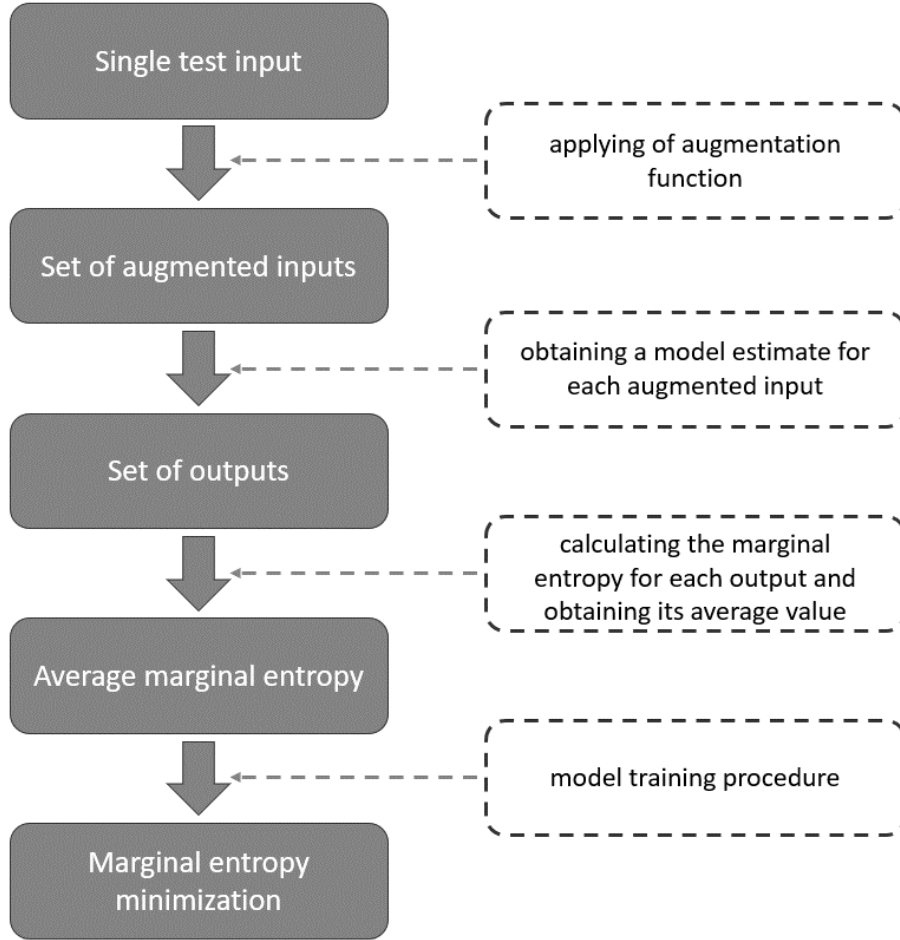 Single test input
applying of augmentation
function
Set of augmented inputs
obtaining a model estimate for
each augmented input
Set of outputs
calculating the marginal
entropy for each output and
obtaining its average value
Average marginal entropy
model training procedure
Marginal entropy
minimization